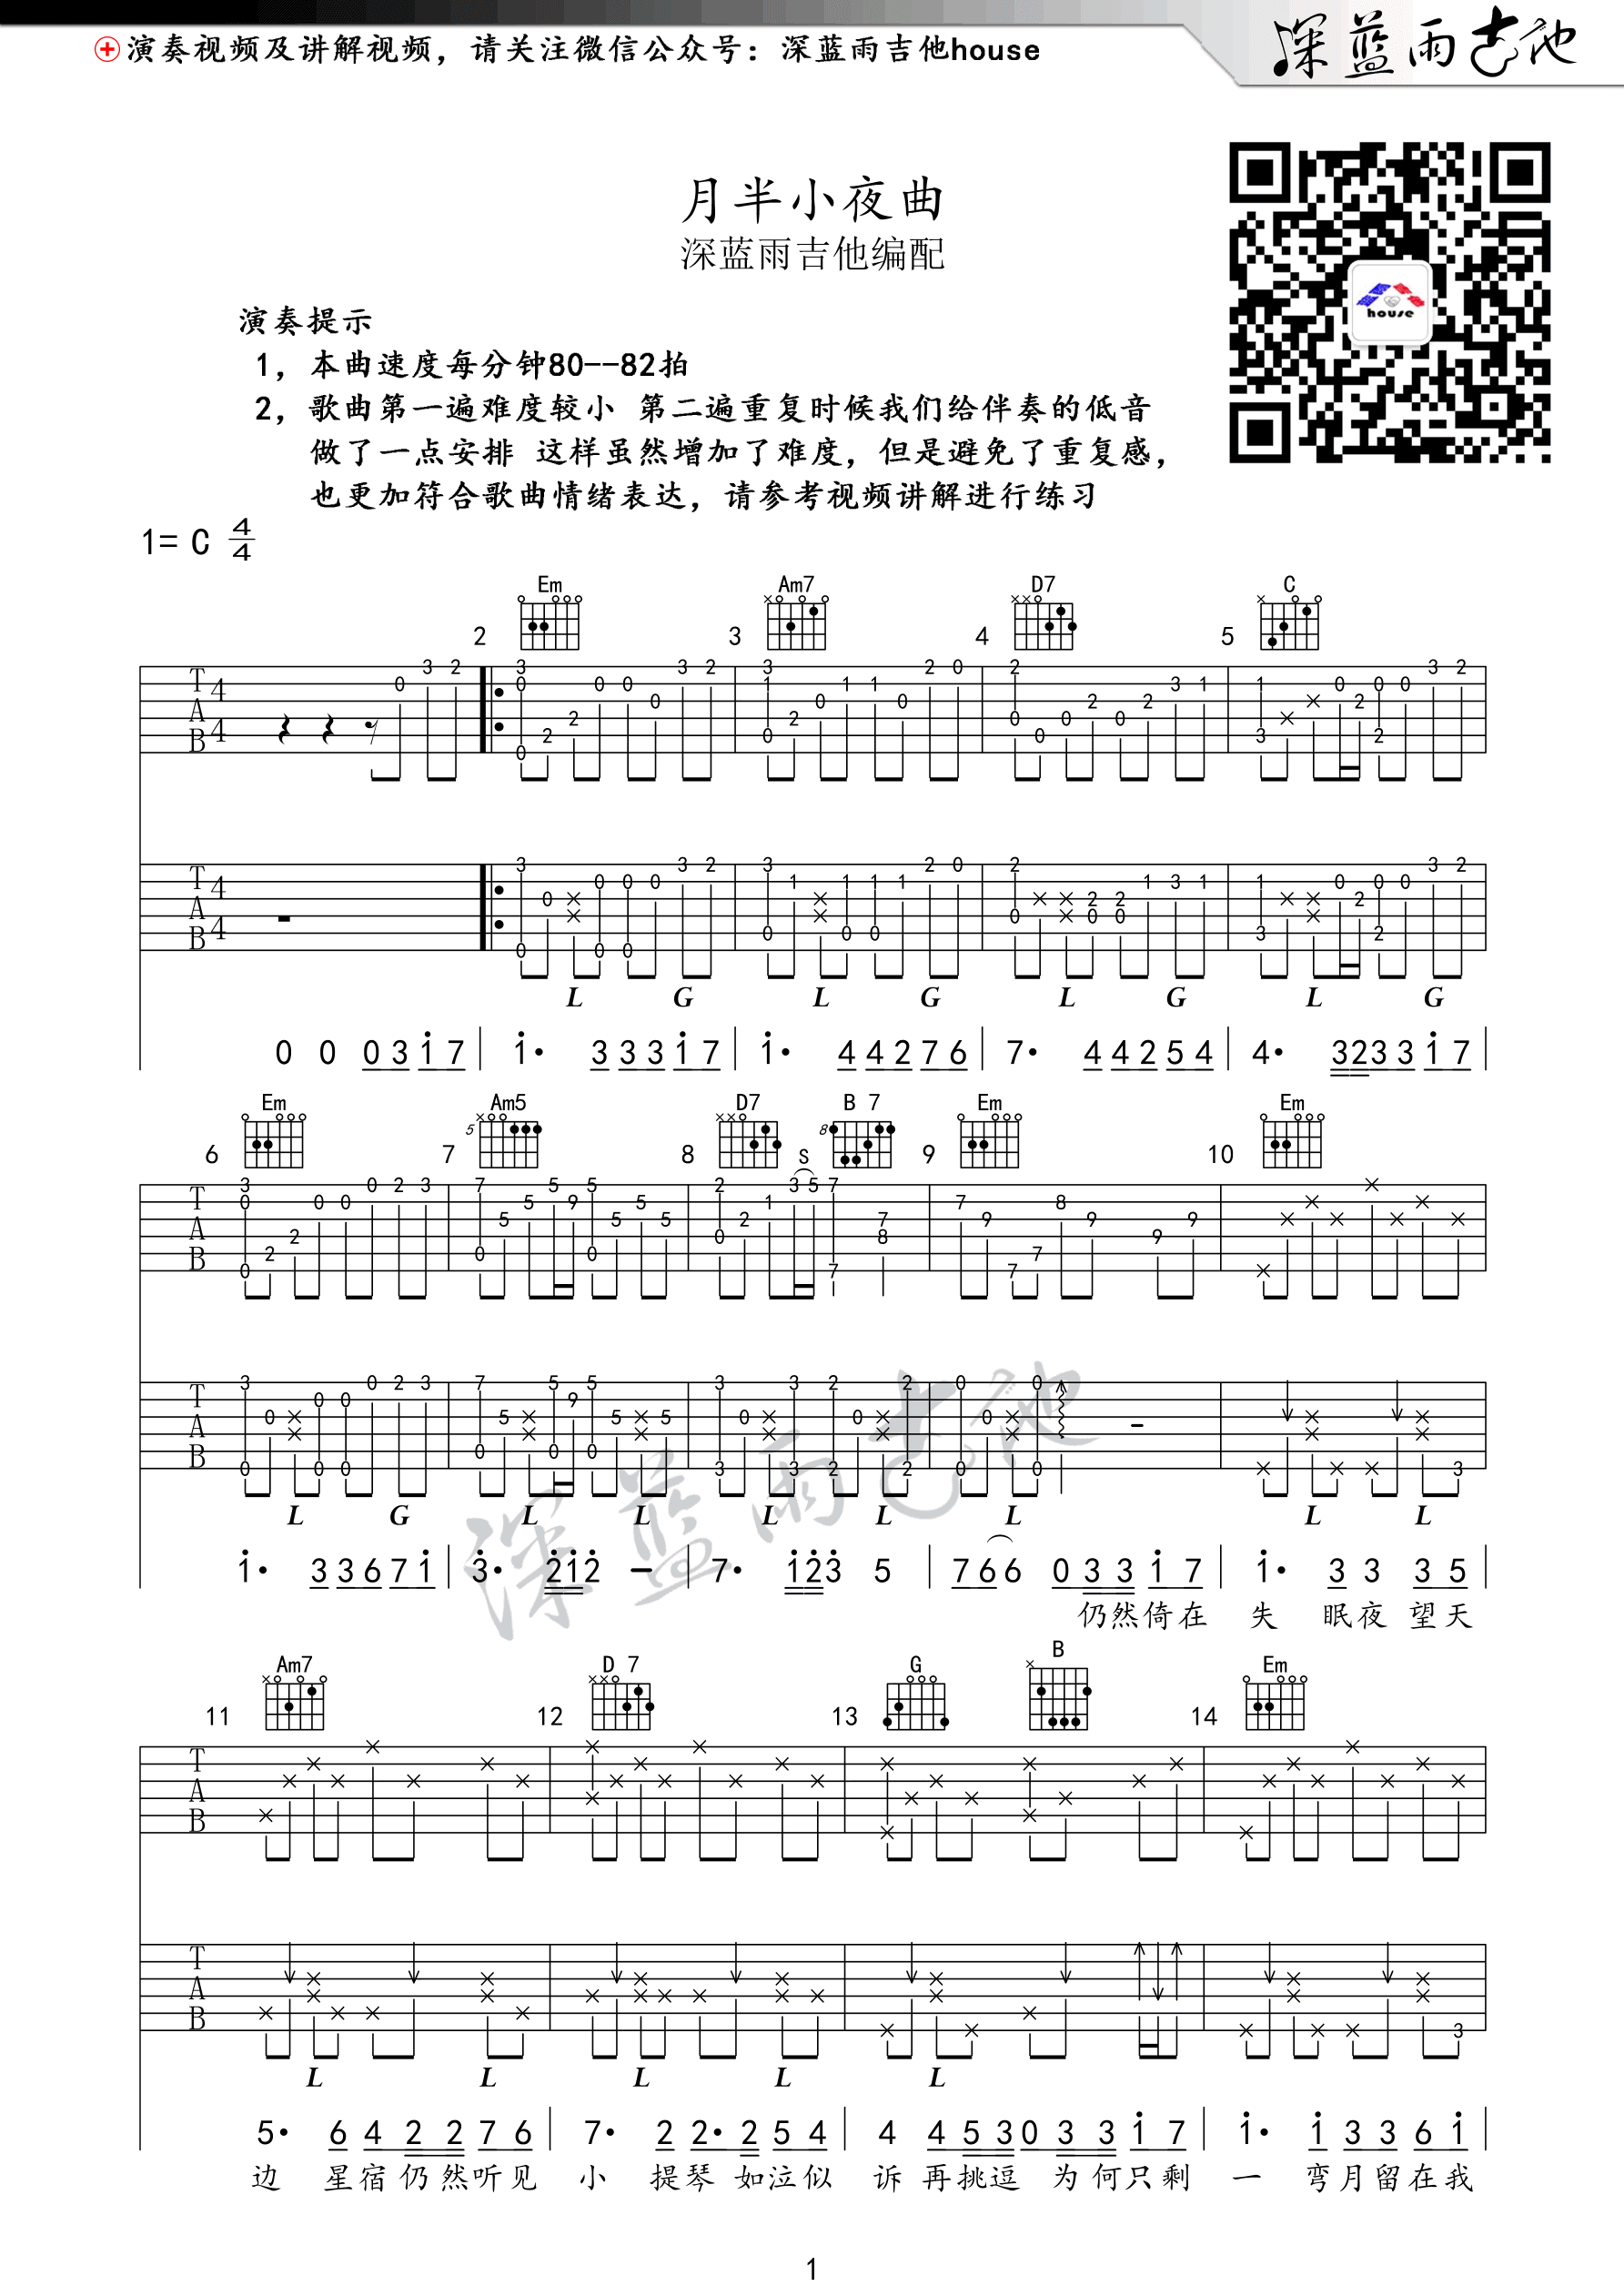 演奏视频及讲解视频，请关注微信公众号：深蓝雨吉他house
深蓝雨吉他
月半小夜曲
深蓝雨吉他编配
house
演奏提示
1，本曲速度每分钟80--82拍
2，歌曲第一遍难度较小 第二遍重复时候我们给伴奏的低音
做了一点安排 这样虽然增加了难度，但是避免了重复感，
也更加符合歌曲情绪表达，请参考视频讲解进行练习
1= C 4/4
Em Am7 D7 C
2 3 4 5
L G L G L G L G
0 0 0 3 1 7 1· 3 3 3 1 7 1· 4 4 2 7 6 7· 4 4 2 5 4 4· 3 2 3 3 1 7
Em Am5 D7 B 7 Em Em
6 7 8 S 9 10
L G L L L L L L L
深蓝雨吉他
1· 3 3 6 7 1 3· 2 1 2 – 7· 1 2 3 5 7 6 6 0 3 3 1 7 1· 3 3 3 5
仍然倚在 失 眠夜 望天
Am7 D 7 G B Em
11 12 13 14
L L L L L
5· 6 4 2 2 7 6 7· 2 2· 2 5 4 4 4 5 3 0 3 3 1 7 1· 1 3 3 6 1
边 星宿 仍然听见 小 提琴 如泣似 诉 再挑逗 为何只剩 一 弯月留在我
1